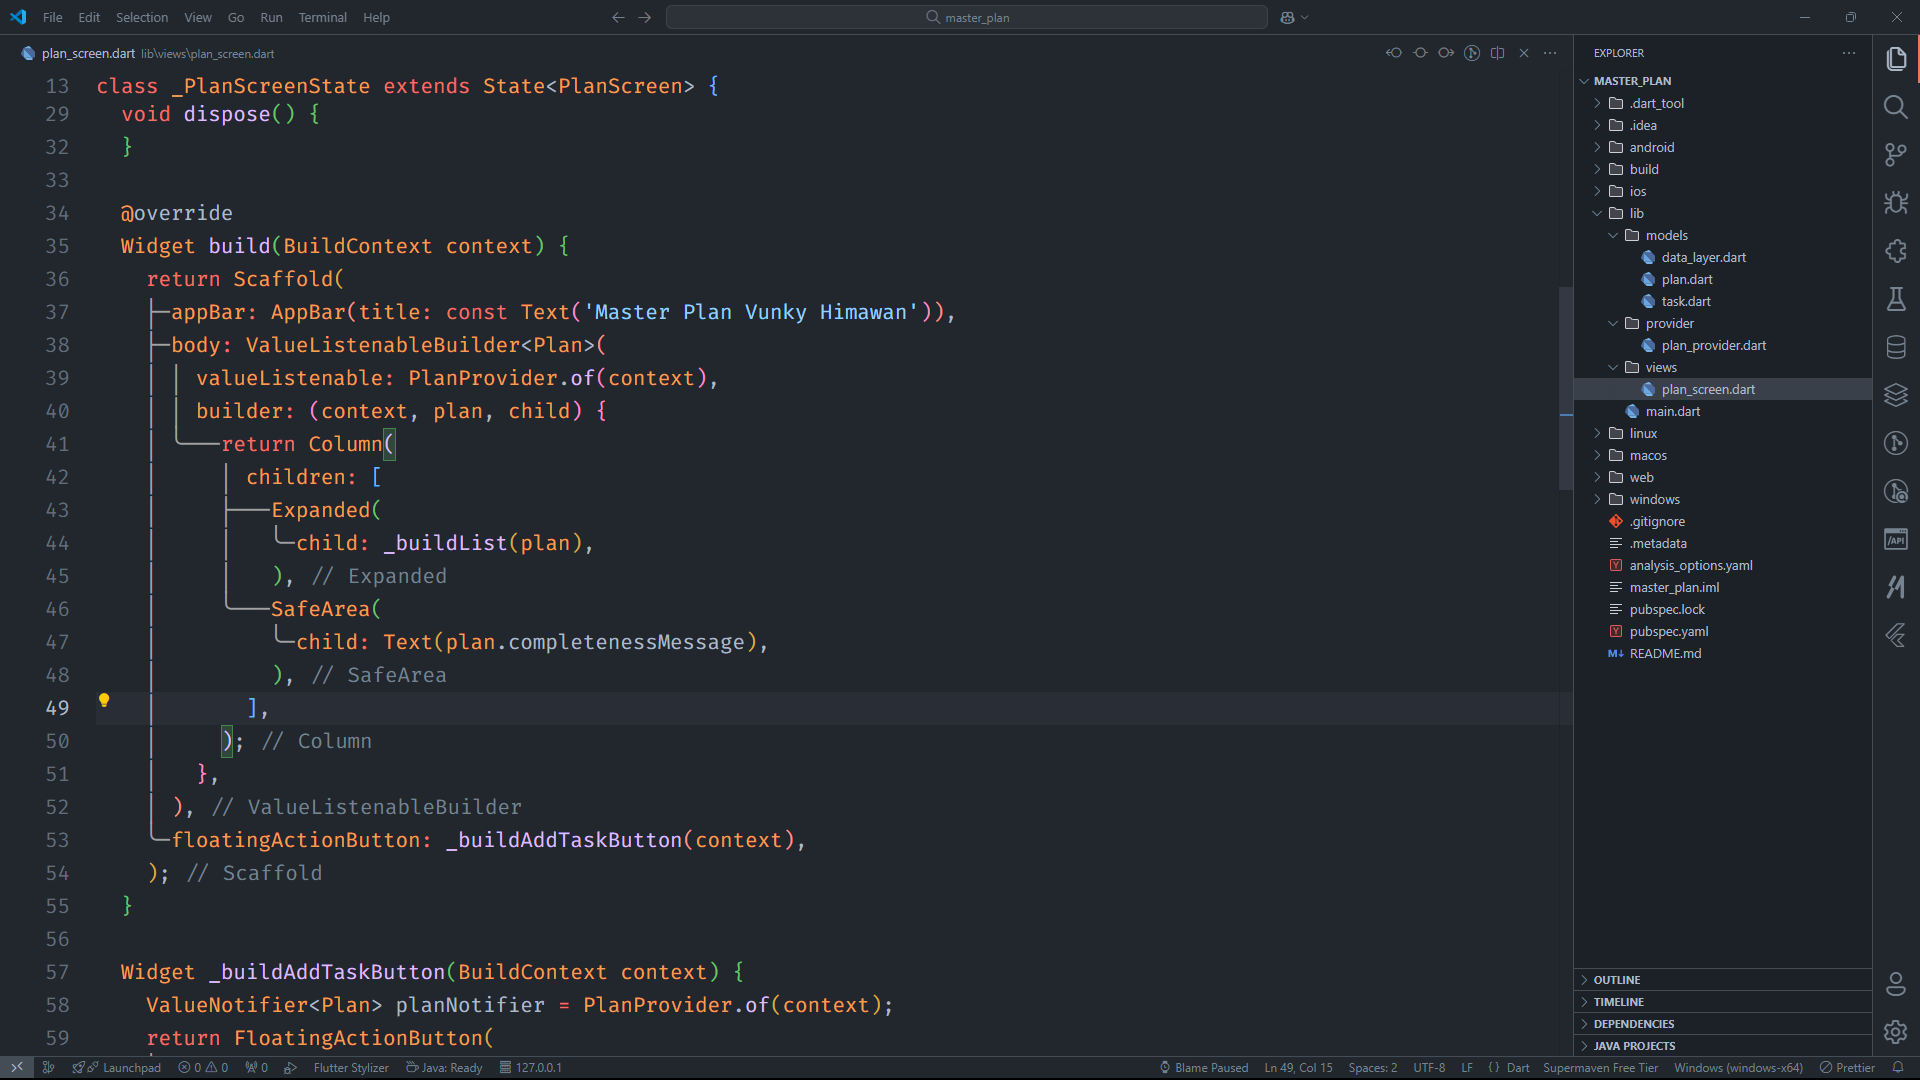 File Edit Selection View Go Run Terminal Help
master_plan
plan_screen.dart lib\views\plan_screen.dart
13 class _PlanScreenState extends State<PlanScreen> {
29   void dispose() {
32   }
33
34   @override
35   Widget build(BuildContext context) {
36     return Scaffold(
37       appBar: AppBar(title: const Text('Master Plan Vunky Himawan')),
38       body: ValueListenableBuilder<Plan>(
39         valueListenable: PlanProvider.of(context),
40         builder: (context, plan, child) {
41           return Column(
42             children: [
43               Expanded(
44                 child: _buildList(plan),
45               ), // Expanded
46               SafeArea(
47                 child: Text(plan.completenessMessage),
48               ), // SafeArea
49             ],
50           ); // Column
51         },
52       ), // ValueListenableBuilder
53       floatingActionButton: _buildAddTaskButton(context),
54     ); // Scaffold
55   }
56
57   Widget _buildAddTaskButton(BuildContext context) {
58     ValueNotifier<Plan> planNotifier = PlanProvider.of(context);
59     return FloatingActionButton(
EXPLORER
MASTER_PLAN
.dart_tool
.idea
android
build
ios
lib
models
data_layer.dart
plan.dart
task.dart
provider
plan_provider.dart
views
plan_screen.dart
main.dart
linux
macos
web
windows
.gitignore
.metadata
analysis_options.yaml
master_plan.iml
pubspec.lock
pubspec.yaml
README.md
OUTLINE
TIMELINE
DEPENDENCIES
JAVA PROJECTS
/API
Launchpad 0 0 0 Flutter Stylizer Java: Ready 127.0.0.1 Blame Paused Ln 49, Col 15 Spaces: 2 UTF-8 LF {} Dart Supermaven Free Tier Windows (windows-x64) Prettier